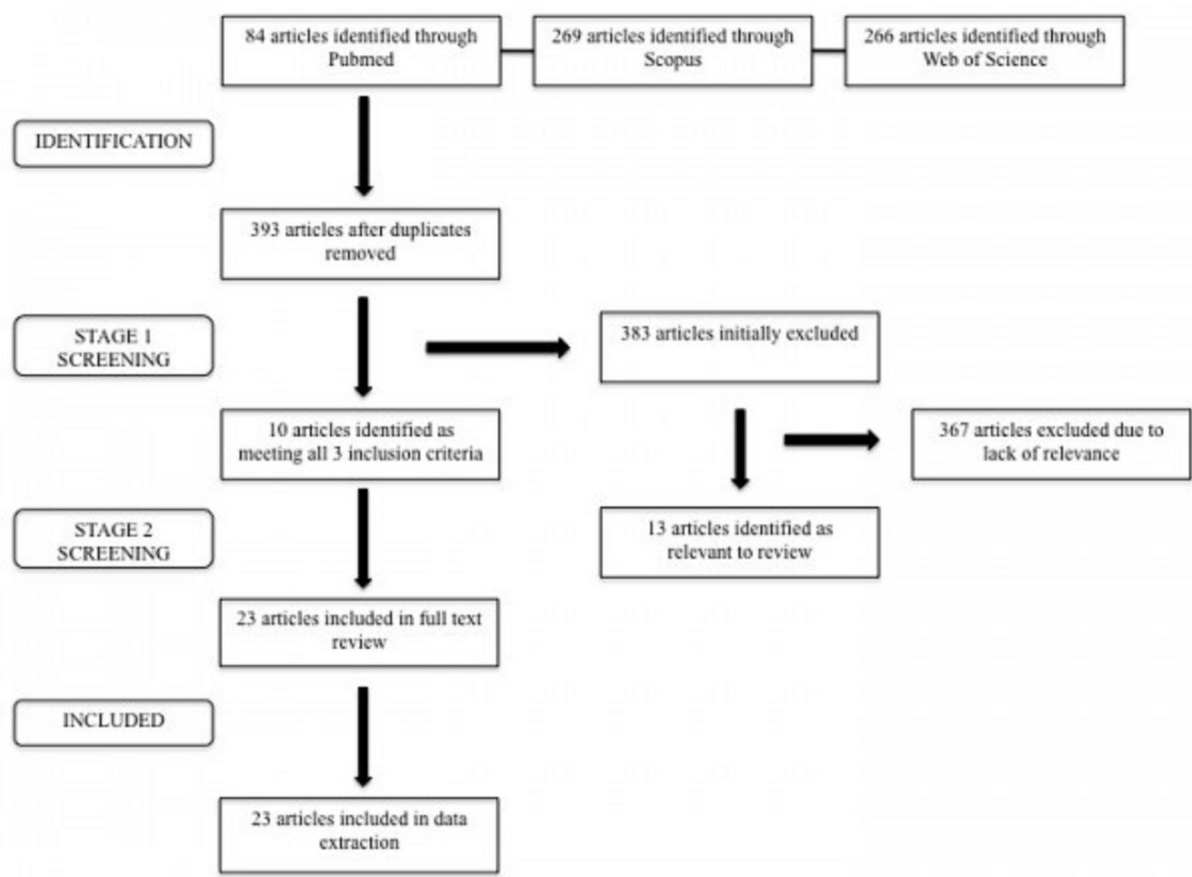 84 articles identified through
Pubmed
269 articles identified through
Scopus
266 articles identified through
Web of Science
IDENTIFICATION
393 articles after duplicates
removed
STAGE 1
SCREENING
383 articles initially excluded
10 articles identified as
meeting all 3 inclusion criteria
367 articles excluded due to
lack of relevance
STAGE 2
SCREENING
13 articles identified as
relevant to review
23 articles included in full text
review
INCLUDED
23 articles included in data
extraction